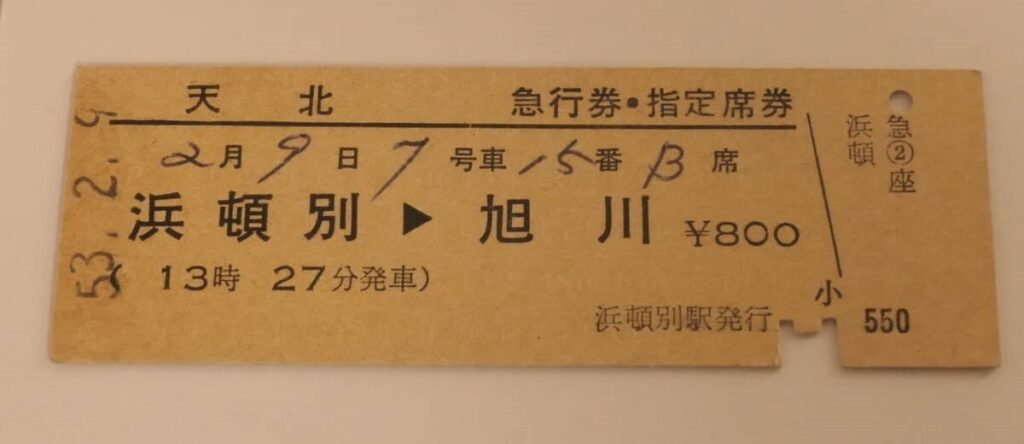 53.2.9
天北 急行券・指定席券
2月9日7号車15番B席
浜頓別▶旭川 ¥800
( 13時 27分発車)
浜頓別駅発行
小
急②座
浜頓
550